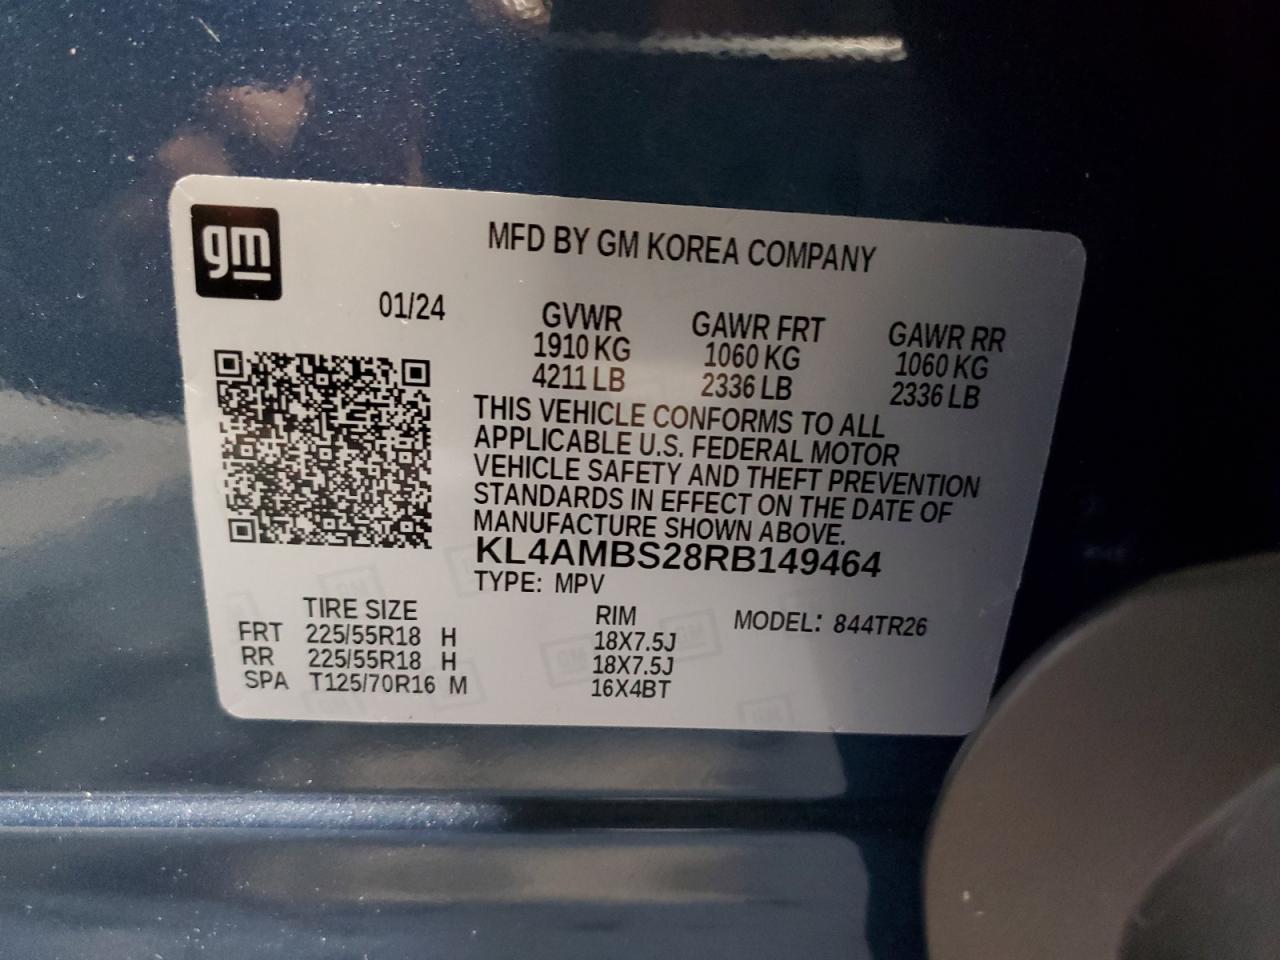 gm
MFD BY GM KOREA COMPANY
01/24
GVWR GAWR FRT GAWR RR
1910 KG 1060 KG 1060 KG
4211 LB 2336 LB 2336 LB
THIS VEHICLE CONFORMS TO ALL
APPLICABLE U.S. FEDERAL MOTOR
VEHICLE SAFETY AND THEFT PREVENTION
STANDARDS IN EFFECT ON THE DATE OF
MANUFACTURE SHOWN ABOVE.
KL4AMBS28RB149464
TYPE: MPV
TIRE SIZE RIM MODEL: 844TR26
FRT 225/55R18 H 18X7.5J
RR 225/55R18 H 18X7.5J
SPA T125/70R16 M 16X4BT